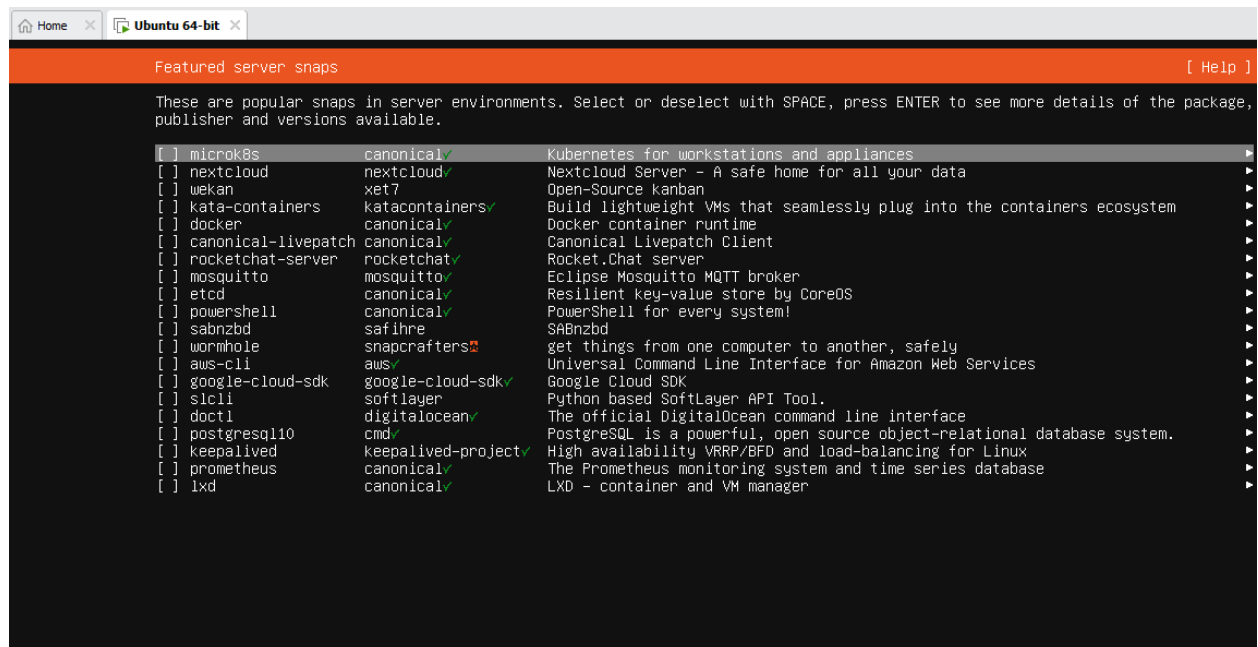 Home Ubuntu 64-bit
Featured server snaps [ Help ]
These are popular snaps in server environments. Select or deselect with SPACE, press ENTER to see more details of the package,
publisher and versions available.
[ ] microk8s canonical✓ Kubernetes for workstations and appliances
[ ] nextcloud nextcloud✓ Nextcloud Server – A safe home for all your data
[ ] wekan xet7 Open-Source kanban
[ ] kata-containers katacontainers✓ Build lightweight VMs that seamlessly plug into the containers ecosystem
[ ] docker canonical✓ Docker container runtime
[ ] canonical-livepatch canonical✓ Canonical Livepatch Client
[ ] rocketchat-server rocketchat✓ Rocket.Chat server
[ ] mosquitto mosquitto✓ Eclipse Mosquitto MQTT broker
[ ] etcd canonical✓ Resilient key-value store by CoreOS
[ ] powershell canonical✓ PowerShell for every system!
[ ] sabnzbd safihre SABnzbd
[ ] wormhole snapcrafters get things from one computer to another, safely
[ ] aws-cli aws✓ Universal Command Line Interface for Amazon Web Services
[ ] google-cloud-sdk google-cloud-sdk✓ Google Cloud SDK
[ ] slcli softlayer Python based SoftLayer API Tool.
[ ] doctl digitalocean✓ The official DigitalOcean command line interface
[ ] postgresql10 cmd✓ PostgreSQL is a powerful, open source object-relational database system.
[ ] keepalived keepalived-project✓ High availability VRRP/BFD and load-balancing for Linux
[ ] prometheus canonical✓ The Prometheus monitoring system and time series database
[ ] lxd canonical✓ LXD – container and VM manager